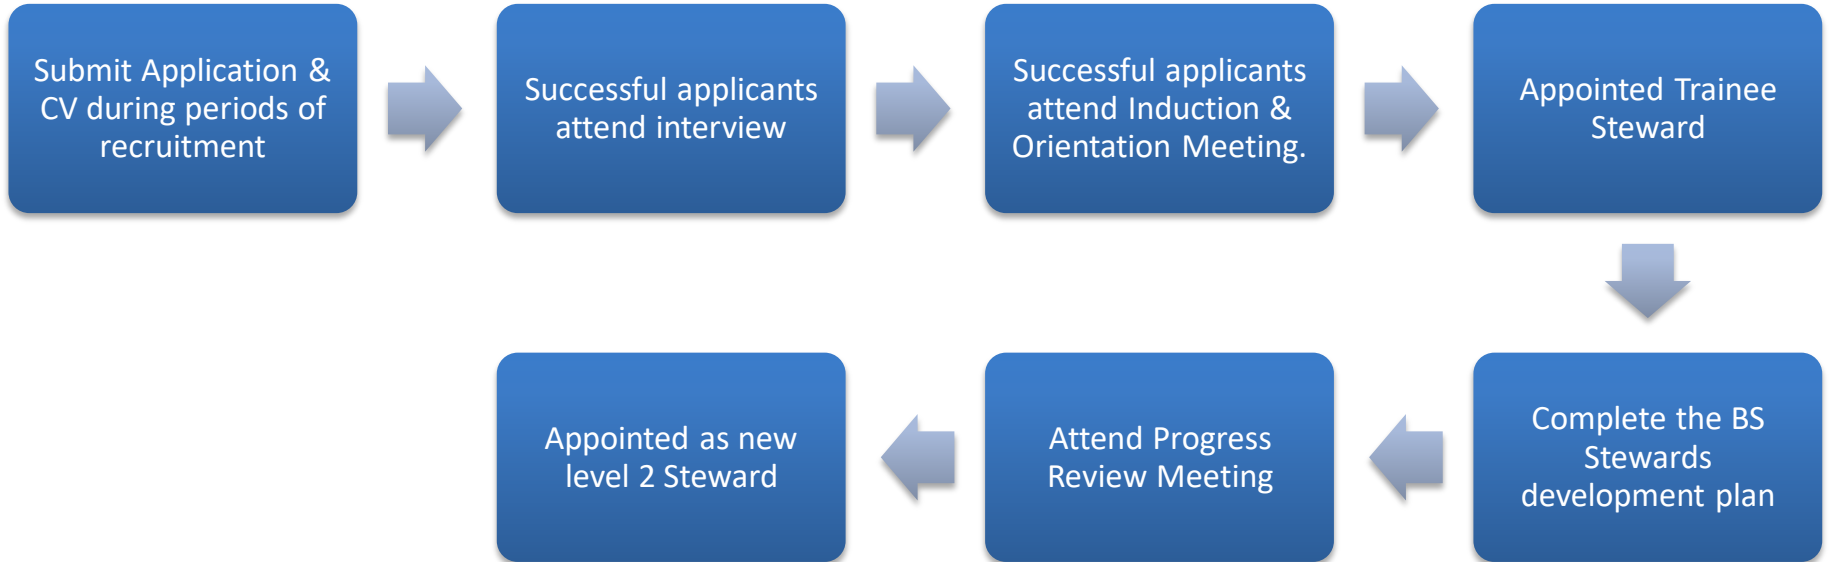 Submit Application &
CV during periods of
recruitment
Successful applicants
attend interview
Successful applicants
attend Induction &
Orientation Meeting.
Appointed Trainee
Steward
Complete the BS
Stewards
development plan
Attend Progress
Review Meeting
Appointed as new
level 2 Steward